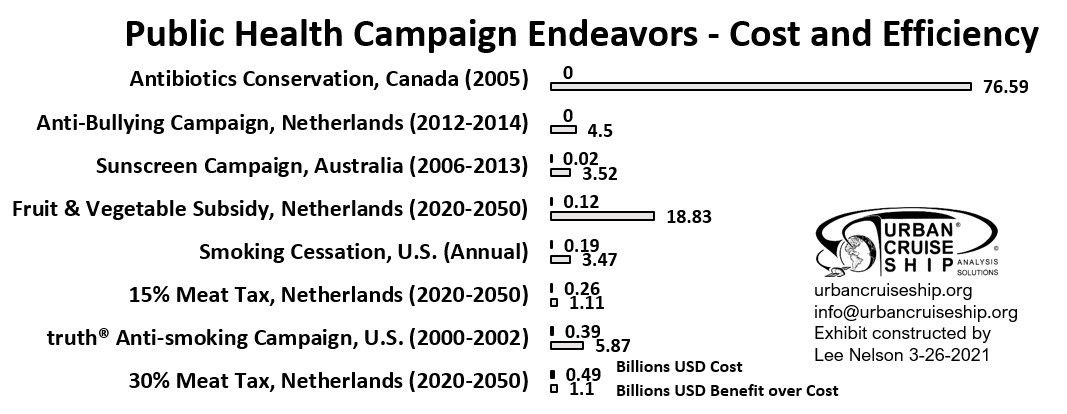 Public Health Campaign Endeavors - Cost and Efficiency
Antibiotics Conservation, Canada (2005)
0
76.59
Anti-Bullying Campaign, Netherlands (2012-2014)
0
4.5
Sunscreen Campaign, Australia (2006-2013)
0.02
3.52
Fruit & Vegetable Subsidy, Netherlands (2020-2050)
0.12
18.83
Smoking Cessation, U.S. (Annual)
0.19
3.47
15% Meat Tax, Netherlands (2020-2050)
0.26
1.11
truth® Anti-smoking Campaign, U.S. (2000-2002)
0.39
5.87
30% Meat Tax, Netherlands (2020-2050)
0.49 Billions USD Cost
1.1 Billions USD Benefit over Cost
URBAN®
CRUISE
SHIP ANALYSIS
SOLUTIONS
©
urbancruiseship.org
info@urbancruiseship.org
Exhibit constructed by
Lee Nelson 3-26-2021